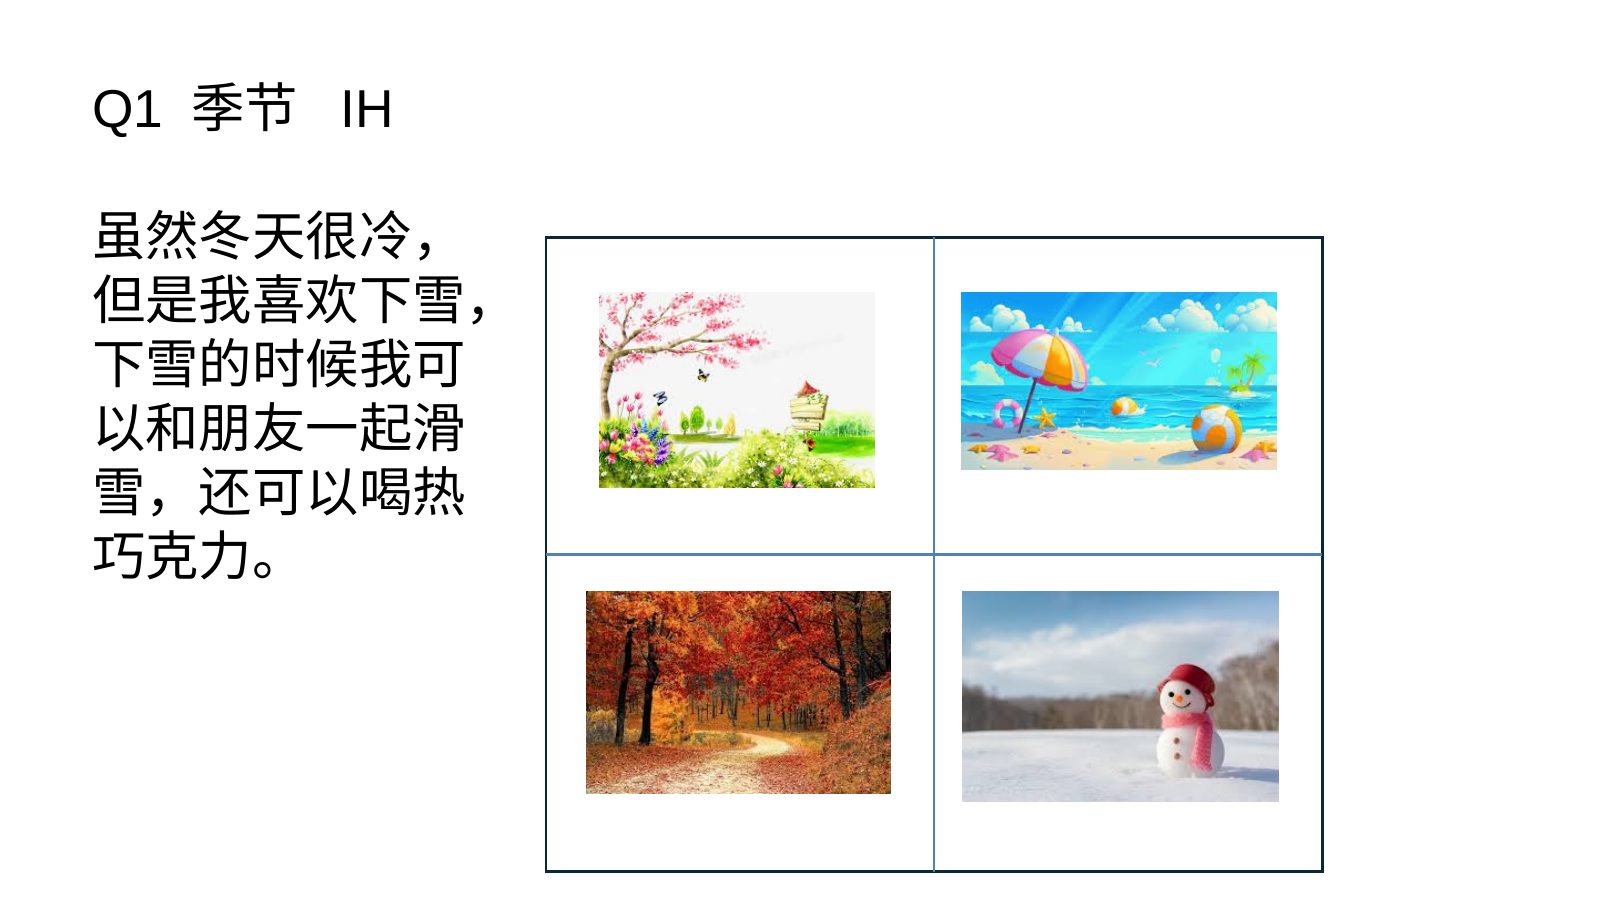 Q1 季节 IH
虽然冬天很冷，
但是我喜欢下雪，
下雪的时候我可
以和朋友一起滑
雪，还可以喝热
巧克力。